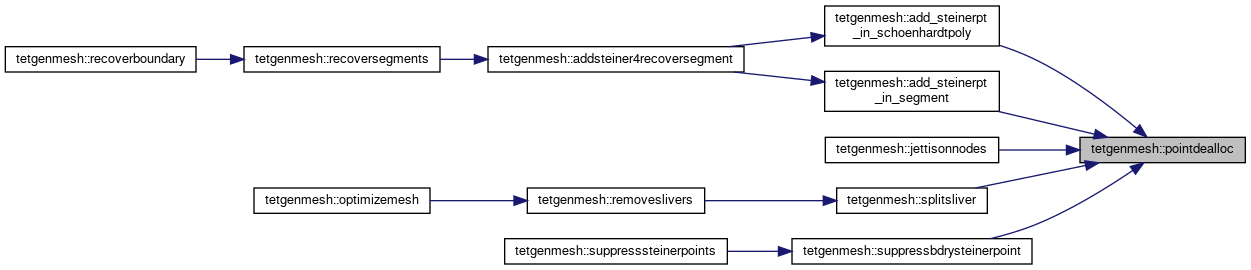 tetgenmesh::add_steinerpt
_in_schoenhardtpoly
tetgenmesh::recoverboundary
tetgenmesh::recoversegments
tetgenmesh::addsteiner4recoversegment
tetgenmesh::add_steinerpt
_in_segment
tetgenmesh::jettisonnodes
tetgenmesh::pointdealloc
tetgenmesh::optimizemesh
tetgenmesh::removeslivers
tetgenmesh::splitsliver
tetgenmesh::suppresssteinerpoints
tetgenmesh::suppressbdrysteinerpoint